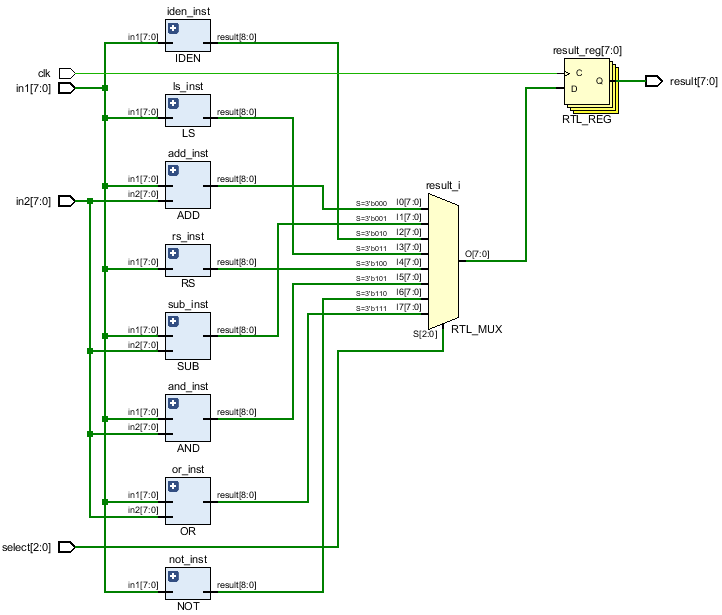 iden_inst
in1[7:0]
result[8:0]
IDEN
clk
in1[7:0]
ls_inst
in1[7:0]
result[8:0]
LS
add_inst
in1[7:0]
result[8:0]
in2[7:0]
ADD
in2[7:0]
rs_inst
in1[7:0]
result[8:0]
RS
sub_inst
in1[7:0]
result[8:0]
in2[7:0]
SUB
and_inst
in1[7:0]
result[8:0]
in2[7:0]
AND
or_inst
in1[7:0]
result[8:0]
in2[7:0]
OR
select[2:0]
not_inst
in1[7:0]
result[8:0]
NOT
result_i
S=3'b000 I0[7:0]
S=3'b001 I1[7:0]
S=3'b010 I2[7:0]
S=3'b011 I3[7:0]
S=3'b100 I4[7:0]
S=3'b101 I5[7:0]
S=3'b110 I6[7:0]
S=3'b111 I7[7:0]
O[7:0]
S[2:0]
RTL_MUX
result_reg[7:0]
C
Q
D
RTL_REG
result[7:0]